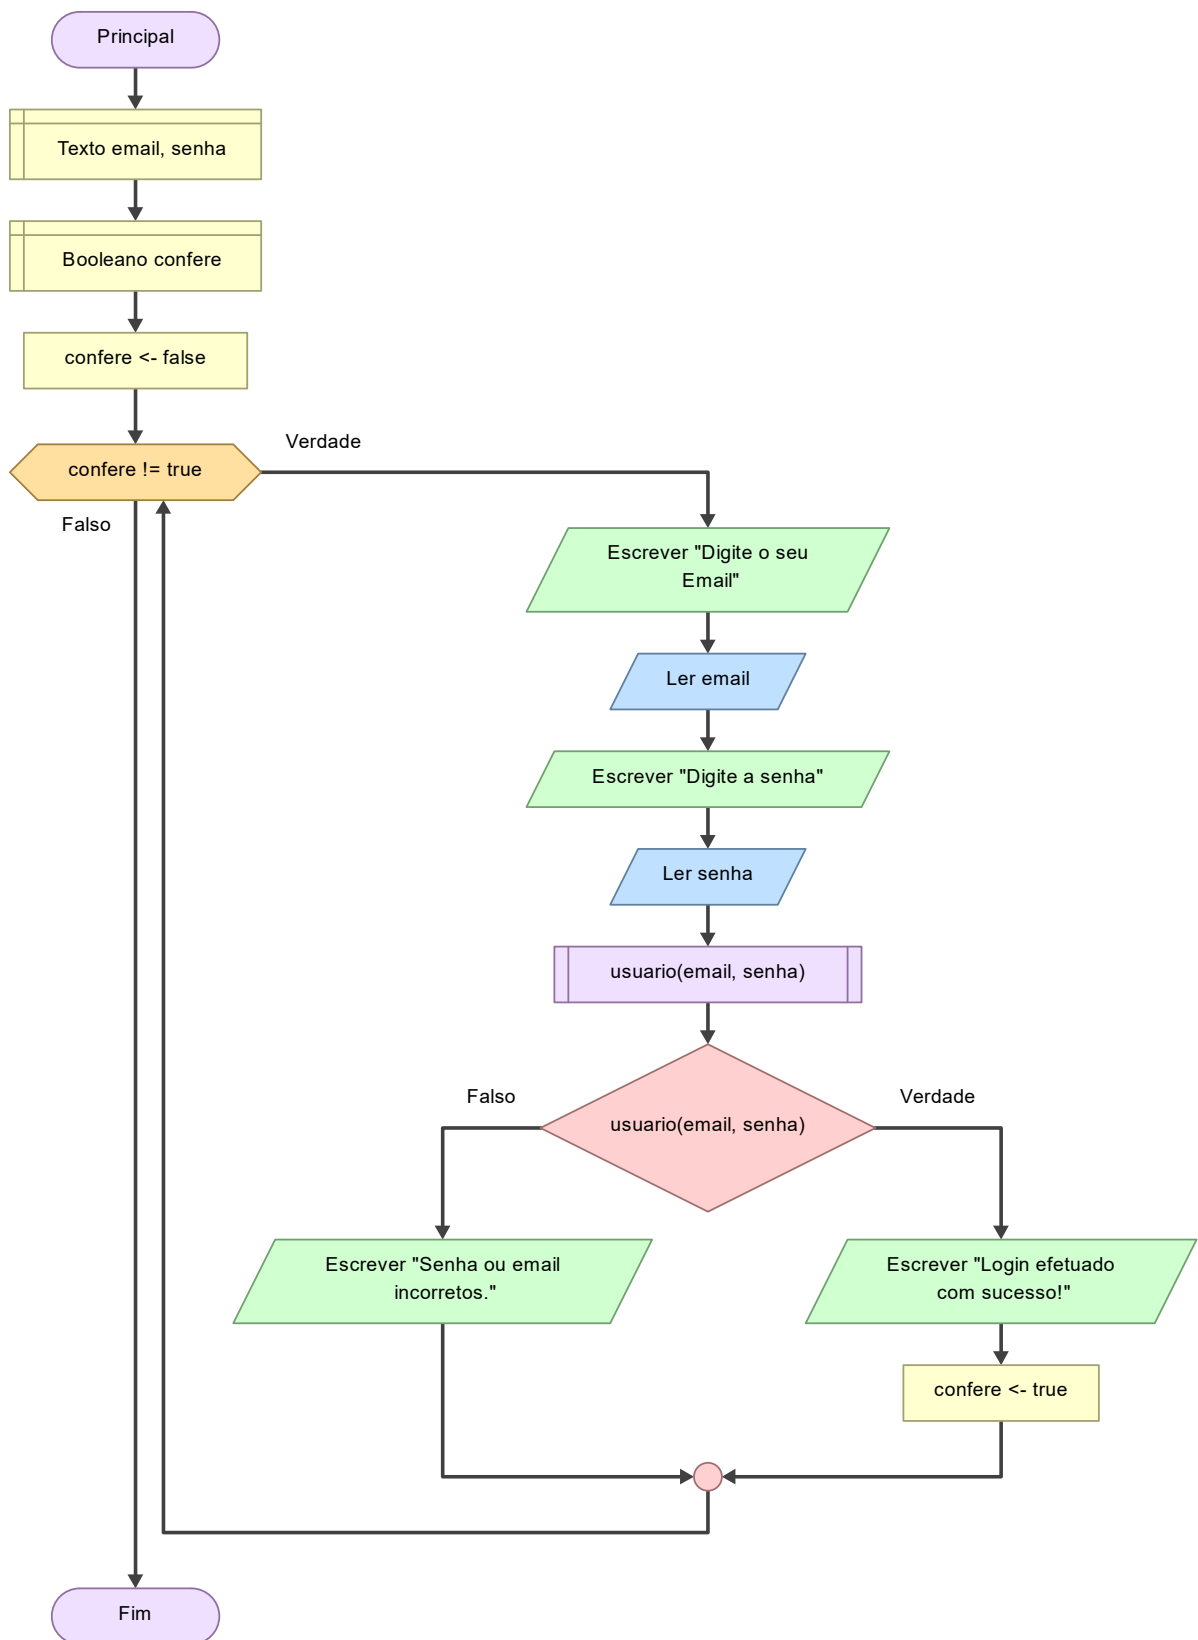 Principal
Texto email, senha
Booleano confere
confere <- false
confere != true
Verdade
Falso
Escrever "Digite o seu
Email"
Ler email
Escrever "Digite a senha"
Ler senha
usuario(email, senha)
usuario(email, senha)
Falso
Verdade
Escrever "Senha ou email
incorretos."
Escrever "Login efetuado
com sucesso!"
confere <- true
Fim